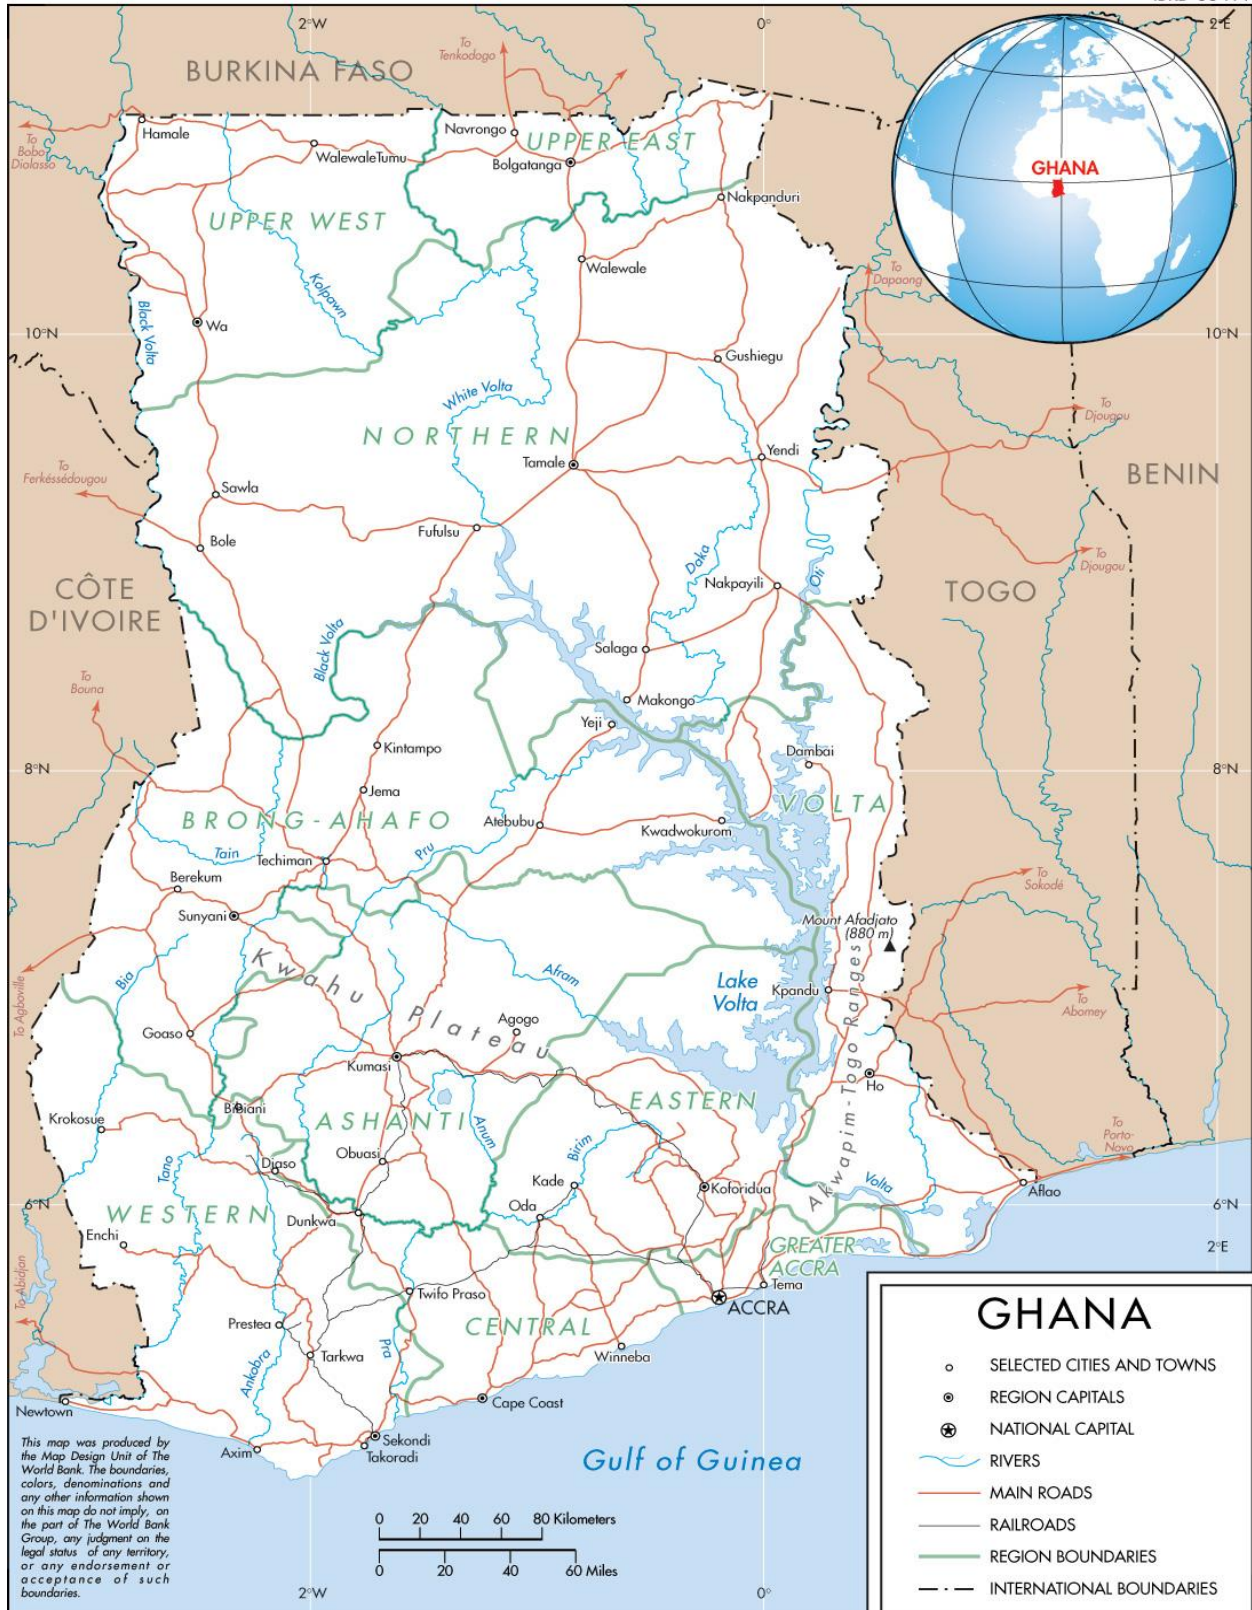 2°W
0°
2°E
BURKINA FASO
To
Tenkodogo
To
Bobo-
Dioiasso
Hamale
WalewaleTumu
Navrongo
UPPER EAST
Bolgatanga
Nakpanduri
UPPER WEST
GHANA
Walewale
Kolpawn
To
Dapaong
Black Volta
Wa
10°N
10°N
Gushiegu
White Volta
To
Djougou
NORTHERN
Tamale
Yendi
BENIN
To
Ferkéssédougou
Sawla
Fufulsu
Bole
Daka
Oti
To
Djougou
CÔTE
D'IVOIRE
Nakpayili
TOGO
Black Volta
Salaga
To
Bouna
Makongo
Yeji
Kintampo
Dambai
8°N
8°N
Jema
VOLTA
BRONG-AHAFO
Atebubu
Kwadwokurom
Tain
Techiman
Pru
Berekum
To
Sokodé
Sunyani
Mount Afadjato
(880 m)
Kwahu Plateau
Bia
Afram
Lake
Volta
Kpandu
To Agboville
To
Abomey
Akwapim-Togo Ranges
Agogo
Goaso
Kumasi
Ho
Bibiani
EASTERN
Krokosue
ASHANTI
Anum
To
Porto-
Novo
Obuasi
Birim
Tano
Diaso
Kade
Koforidua
Volta
Aflao
6°N
6°N
WESTERN
Dunkwa
Oda
Enchi
GREATER
ACCRA
2°E
To Abidjan
Tema
Twifo Praso
ACCRA
Prestea
CENTRAL
Tarkwa
Pra
Winneba
Ankobra
Newtown
Cape Coast
Axim
Sekondi
Takoradi
Gulf of Guinea
This map was produced by
the Map Design Unit of The
World Bank. The boundaries,
colors, denominations and
any other information shown
on this map do not imply, on
the part of The World Bank
Group, any judgment on the
legal status of any territory,
or any endorsement or
acceptance of such
boundaries.
0 20 40 60 80 Kilometers
0 20 40 60 Miles
2°W
0°
GHANA
SELECTED CITIES AND TOWNS
REGION CAPITALS
NATIONAL CAPITAL
RIVERS
MAIN ROADS
RAILROADS
REGION BOUNDARIES
INTERNATIONAL BOUNDARIES